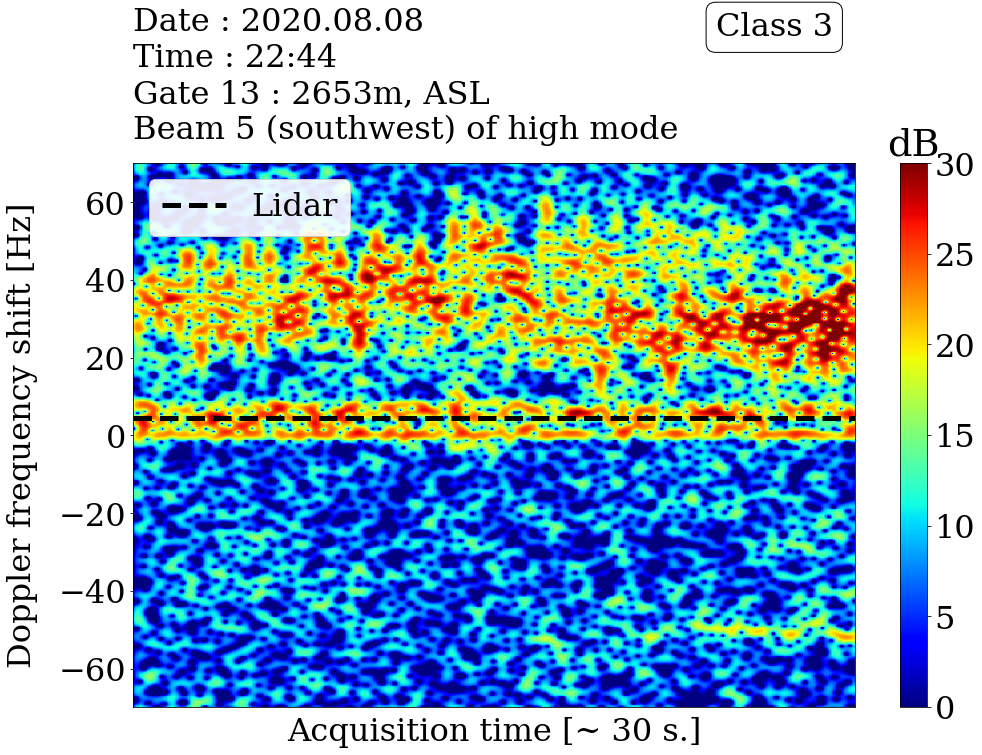 Date : 2020.08.08
Time : 22:44
Gate 13 : 2653m, ASL
Beam 5 (southwest) of high mode
Class 3
dB
Lidar
Doppler frequency shift [Hz]
60
40
20
0
−20
−40
−60
30
25
20
15
10
5
0
Acquisition time [~ 30 s.]